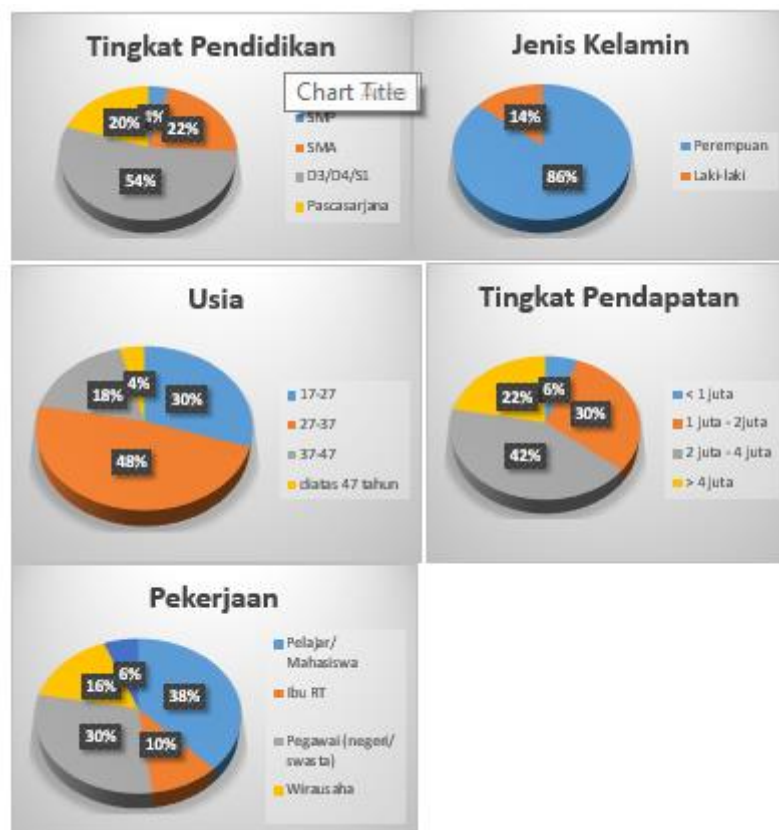 Tingkat Pendidikan
Chart Title
20%
22%
54%
SMP
SMA
D3/D4/S1
Pascasarjana
Jenis Kelamin
14%
86%
Perempuan
Laki-laki
Usia
4%
18%
30%
48%
17-27
27-37
37-47
diatas 47 tahun
Tingkat Pendapatan
6%
22%
30%
42%
< 1 juta
1 juta - 2juta
2 juta - 4 juta
> 4 juta
Pekerjaan
6%
16%
38%
30%
10%
Pelajar/
Mahasiswa
Ibu RT
Pegawai (negeri/
swasta)
Wirausaha